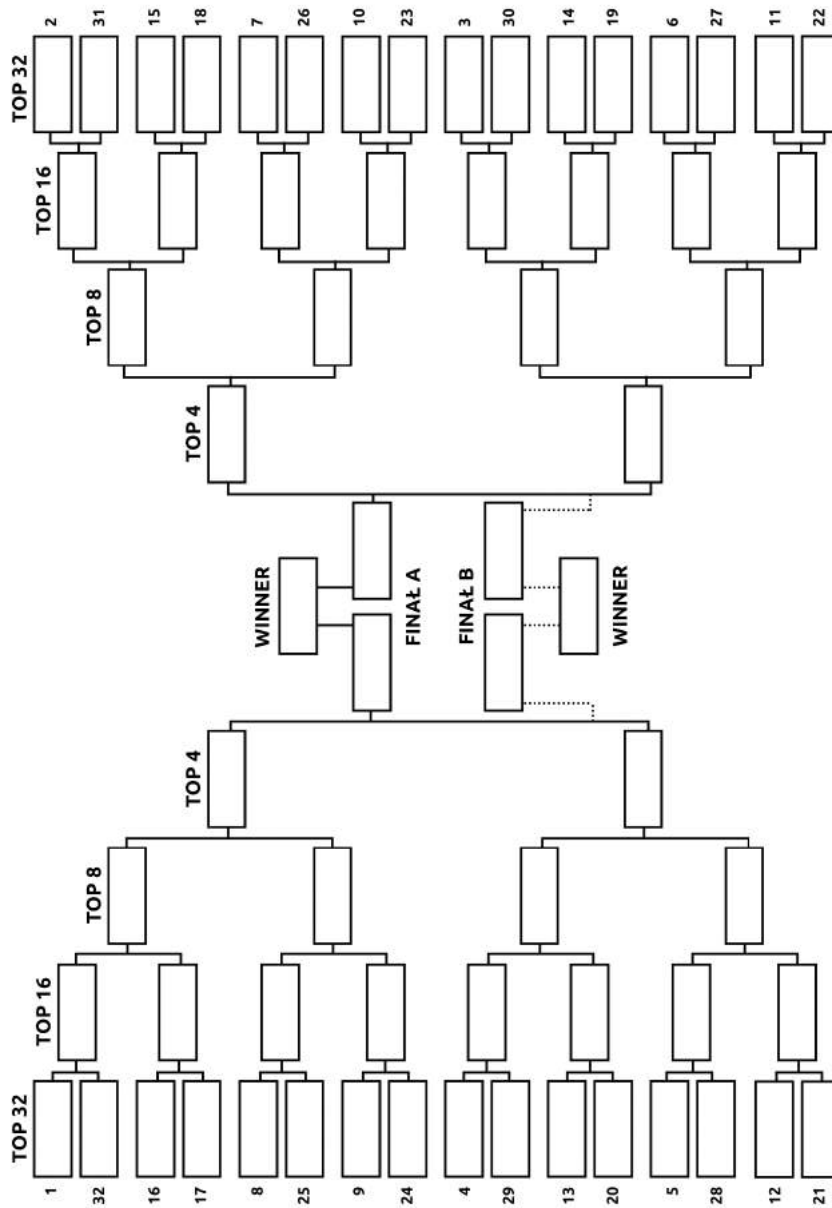 TOP 32 TOP 32
TOP 16 TOP 16
1 2
TOP 8 TOP 8
32 31
16 15
TOP 4 TOP 4
17 18
8 7
WINNER
25 26
9 10
24 23
FINAŁ A
4 3
FINAŁ B
29 30
13 14
20 19
WINNER
5 6
28 27
12 11
21 22